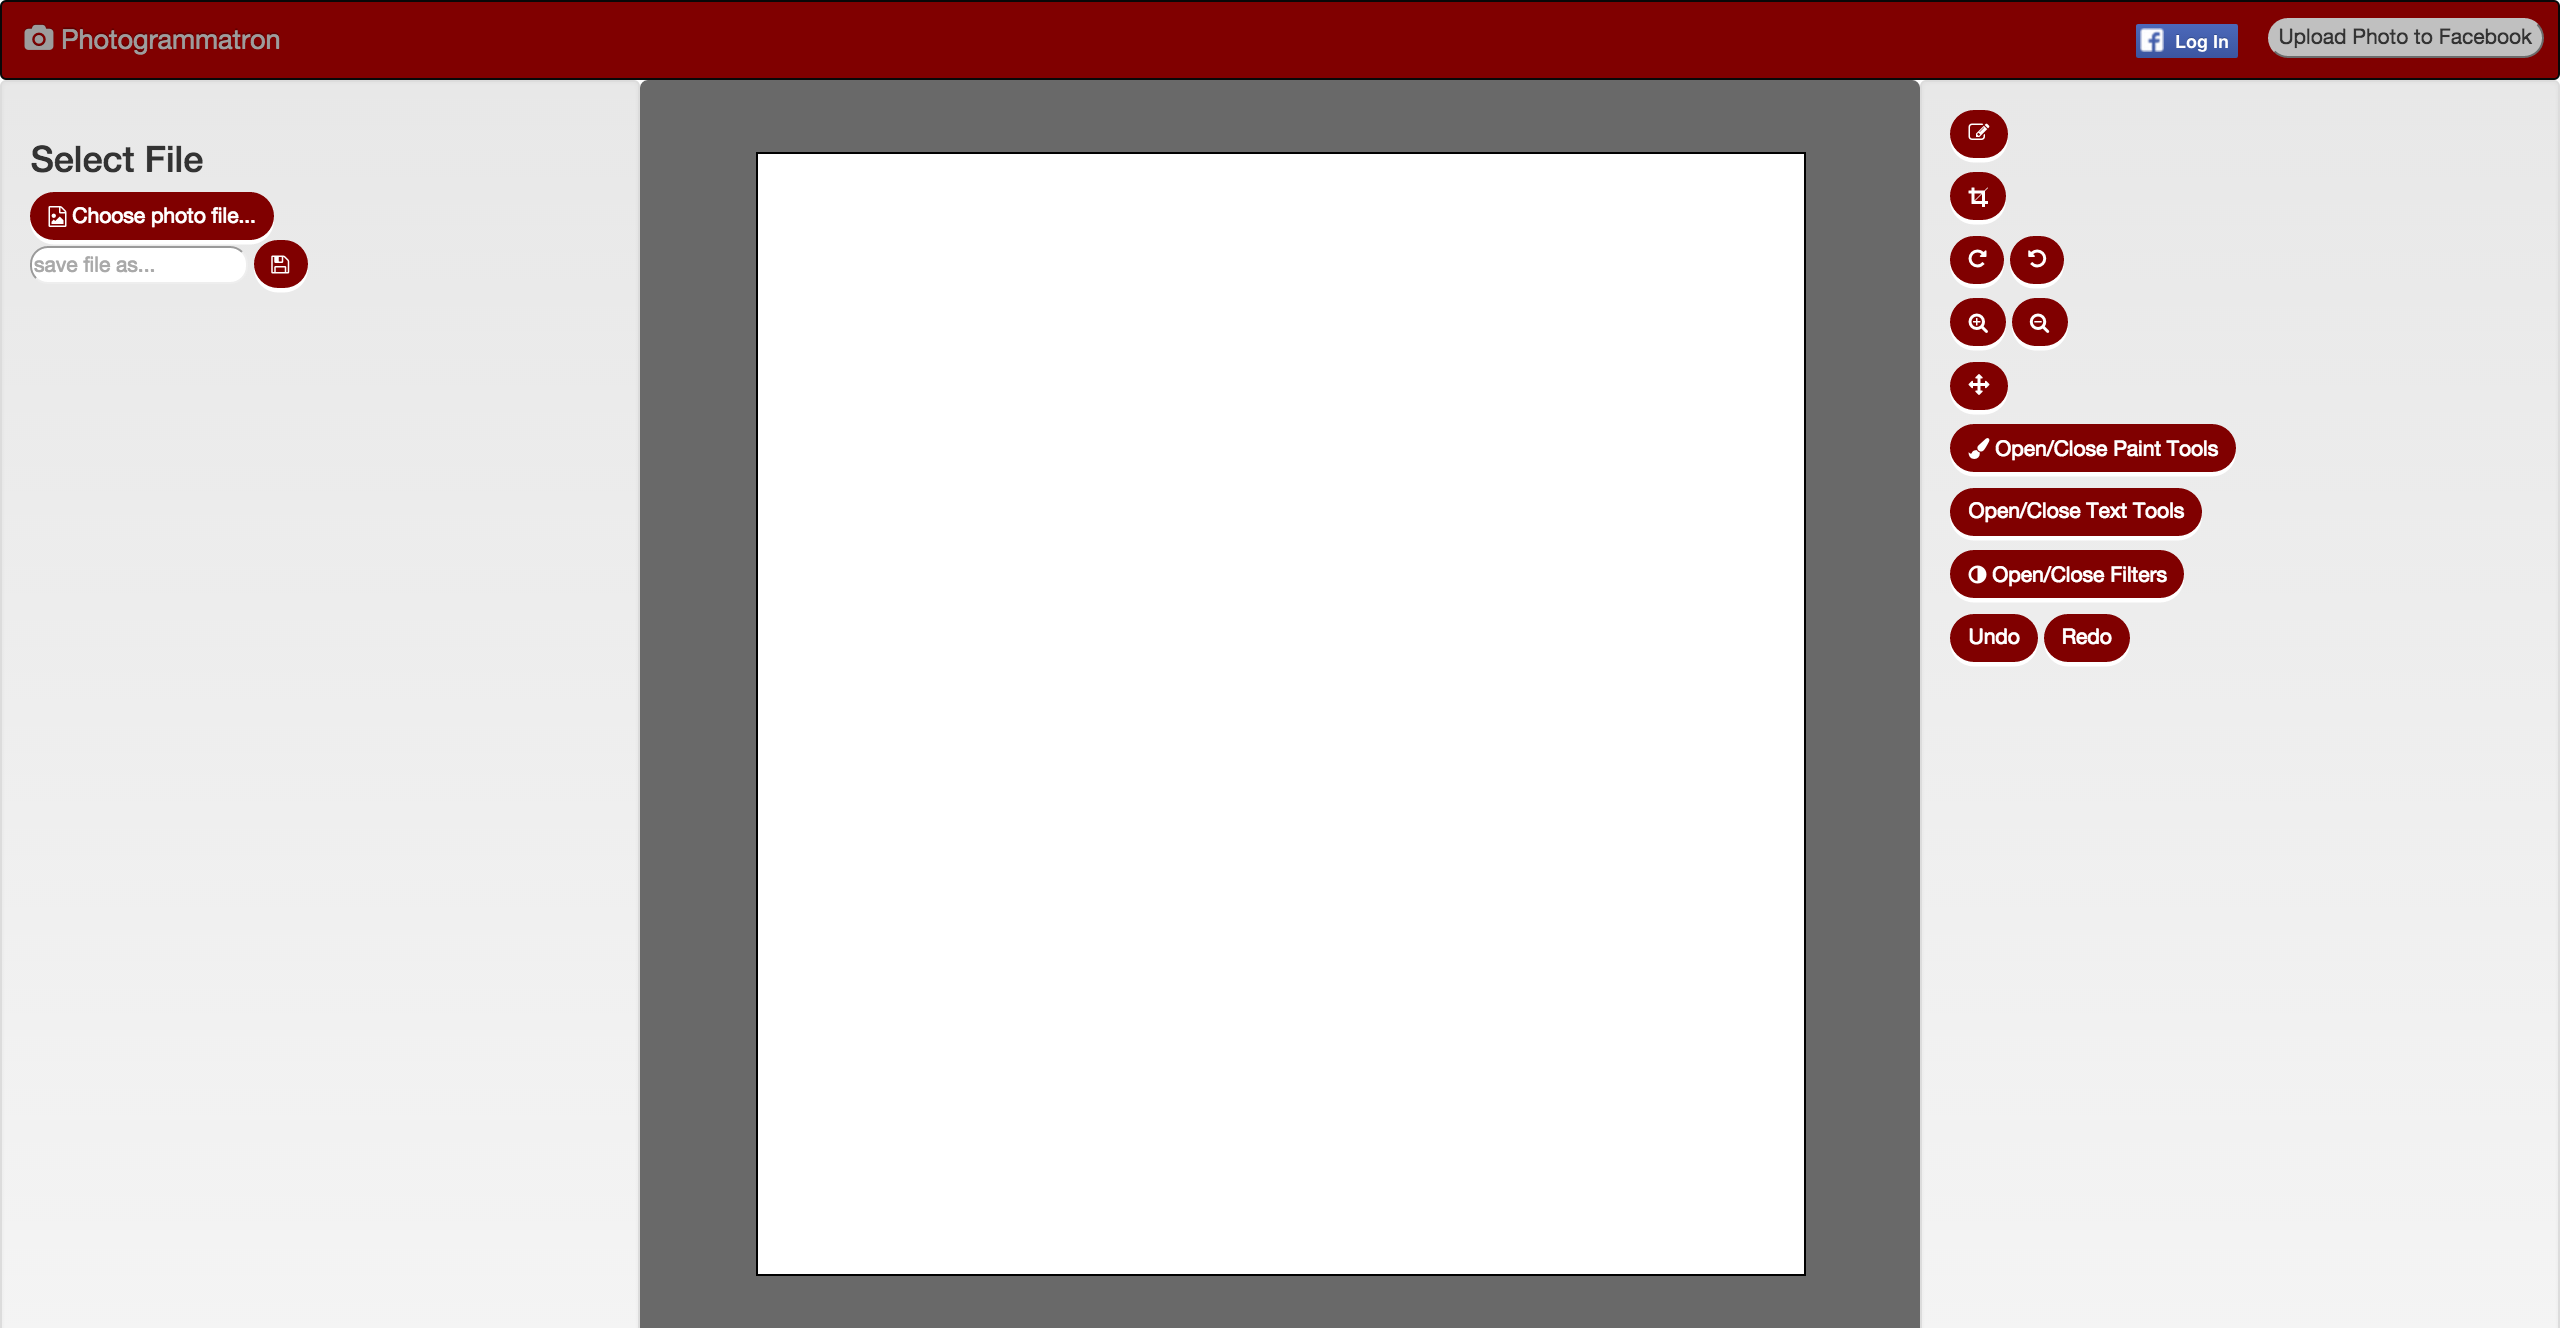 Photogrammatron
Log In
Upload Photo to Facebook
Select File
Choose photo file...
save file as...
Open/Close Paint Tools
Open/Close Text Tools
Open/Close Filters
Undo Redo